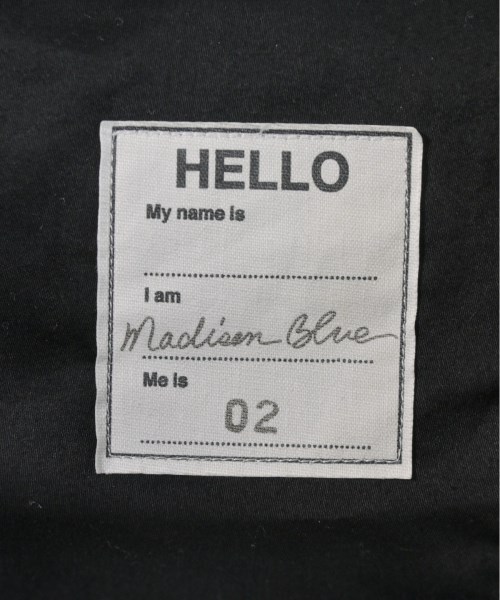 HELLO
My name is
I am
Madison Blue
Me is
02